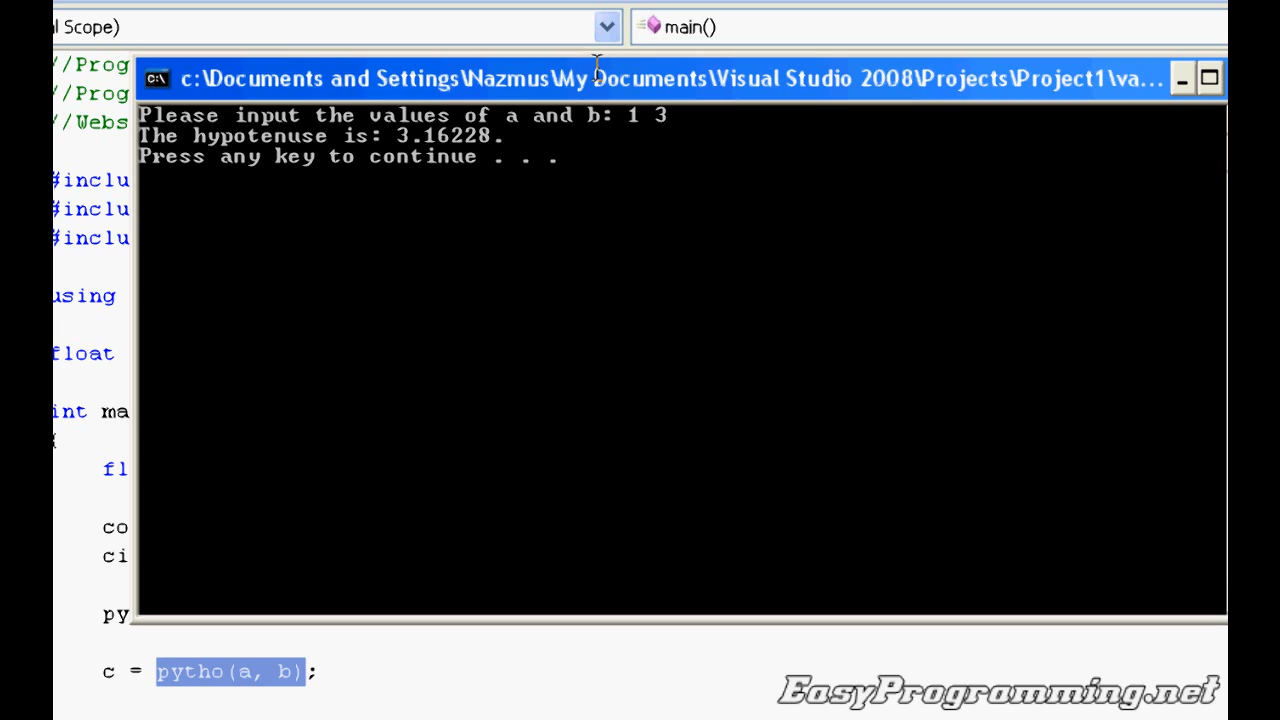 l Scope)
main()
//Prog
//Prog
//Webs
c:\Documents and Settings\Nazmus\My Documents\Visual Studio 2008\Projects\Project1\va...
Please input the values of a and b: 1 3
The hypotenuse is: 3.16228.
Press any key to continue . . .
#inclu
#inclu
#inclu
using
float
int ma
{
fl
co
ci
py
c = pytho(a, b);
EasyProgramming.net